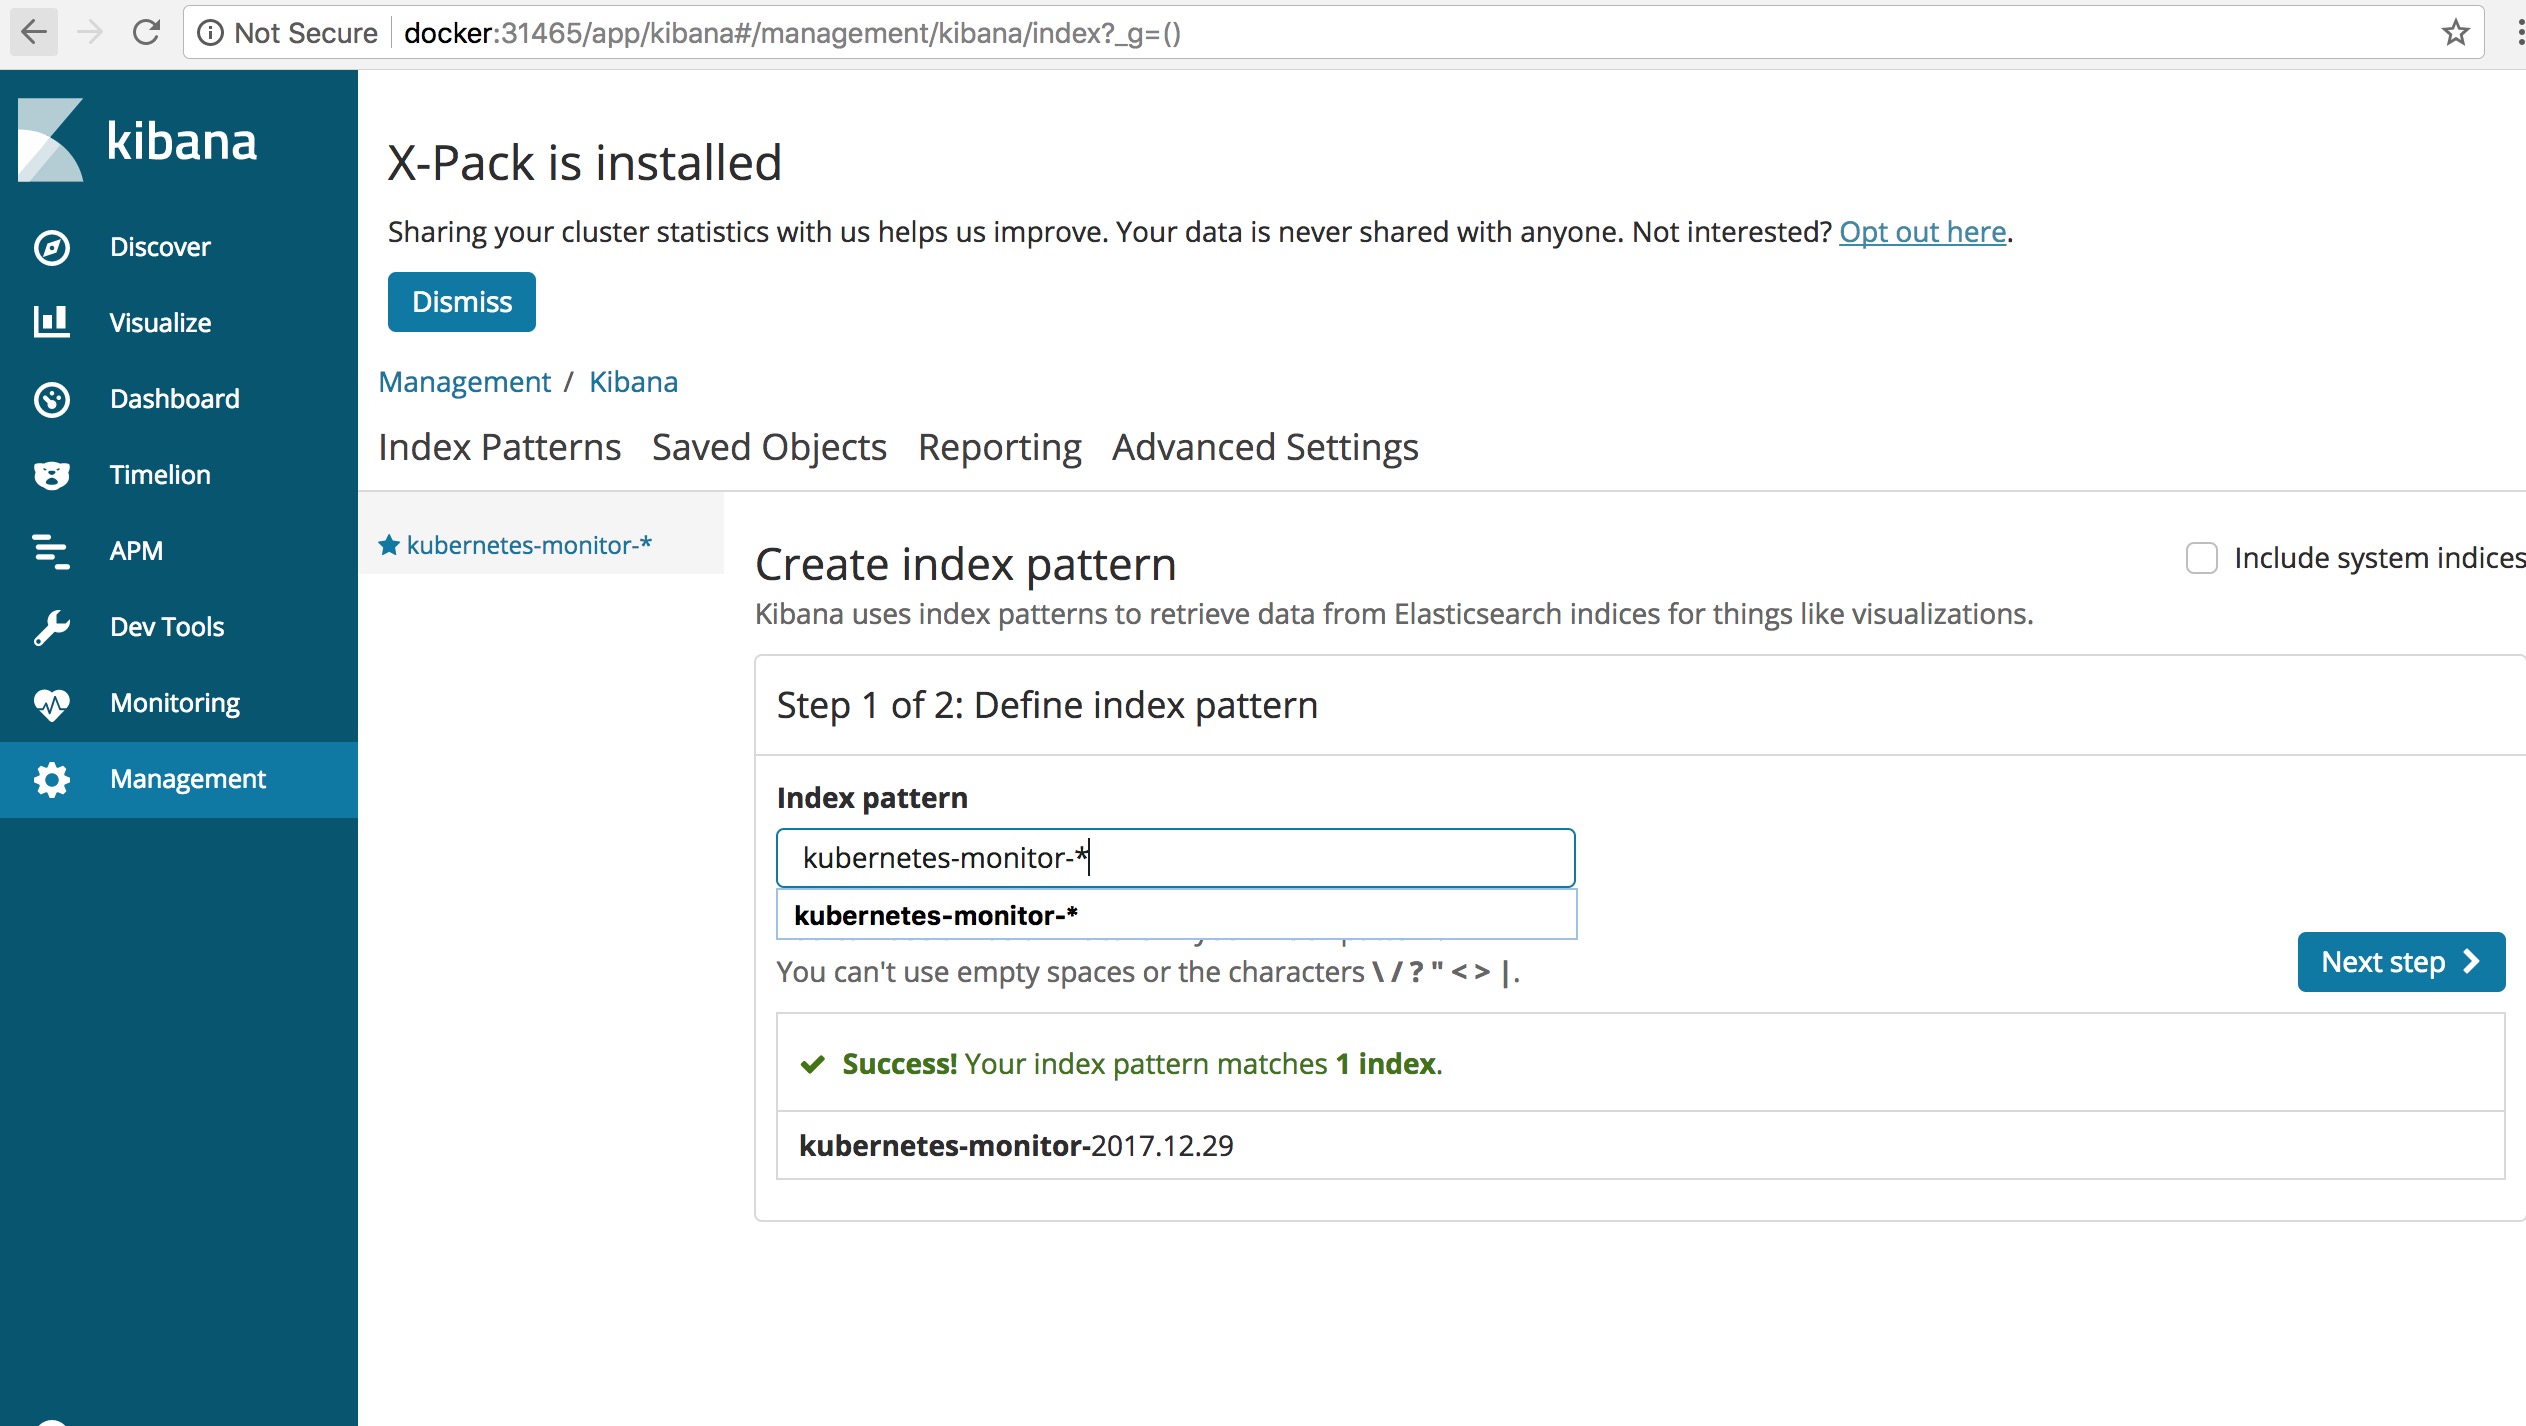 Not Secure docker:31465/app/kibana#/management/kibana/index?_g=()
kibana
Discover
Visualize
Dashboard
Timelion
APM
Dev Tools
Monitoring
Management
X-Pack is installed
Sharing your cluster statistics with us helps us improve. Your data is never shared with anyone. Not interested? Opt out here.
Dismiss
Management / Kibana
Index Patterns Saved Objects Reporting Advanced Settings
kubernetes-monitor-*
Create index pattern
Include system indices
Kibana uses index patterns to retrieve data from Elasticsearch indices for things like visualizations.
Step 1 of 2: Define index pattern
Index pattern
kubernetes-monitor-*
kubernetes-monitor-*
You can't use empty spaces or the characters \ / ? " < > |.
Next step
Success! Your index pattern matches 1 index.
kubernetes-monitor-2017.12.29